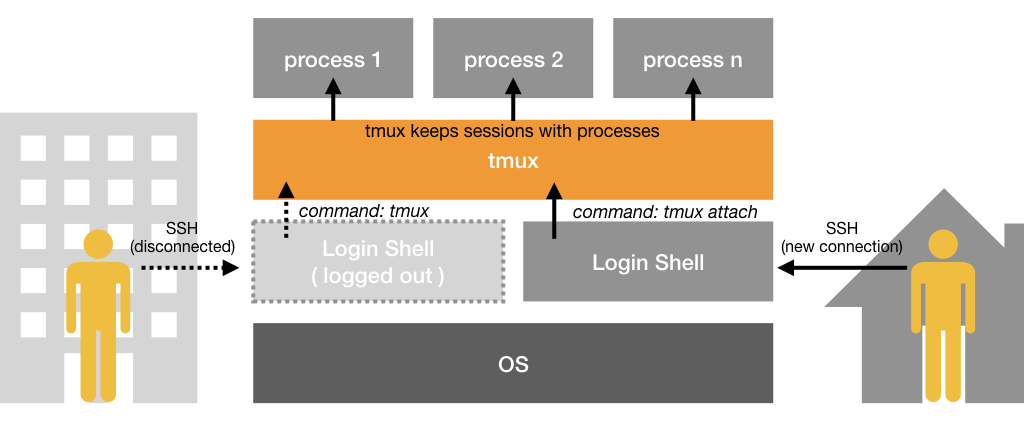 process 1
process 2
process n
tmux keeps sessions with processes
tmux
command: tmux
command: tmux attach
SSH
(disconnected)
Login Shell
( logged out )
Login Shell
SSH
(new connection)
OS